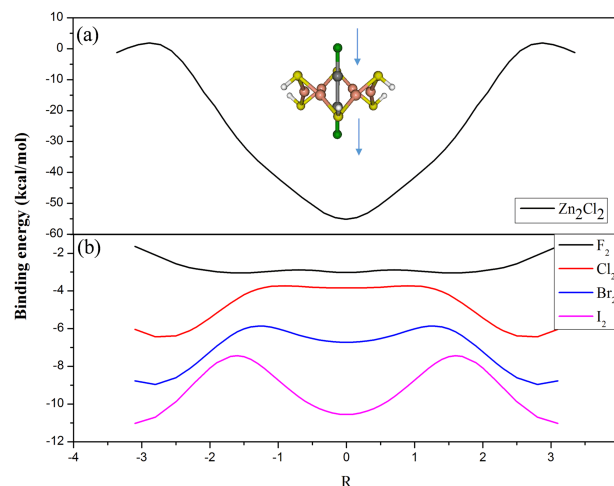 (a)
10
0
-10
-20
-30
-40
-50
-60
Zn₂Cl₂
Binding energy (kcal/mol)
(b)
-2
-4
-6
-8
-10
-12
F₂
Cl₂
Br₂
I₂
-4 -3 -2 -1 0 1 2 3 4
R